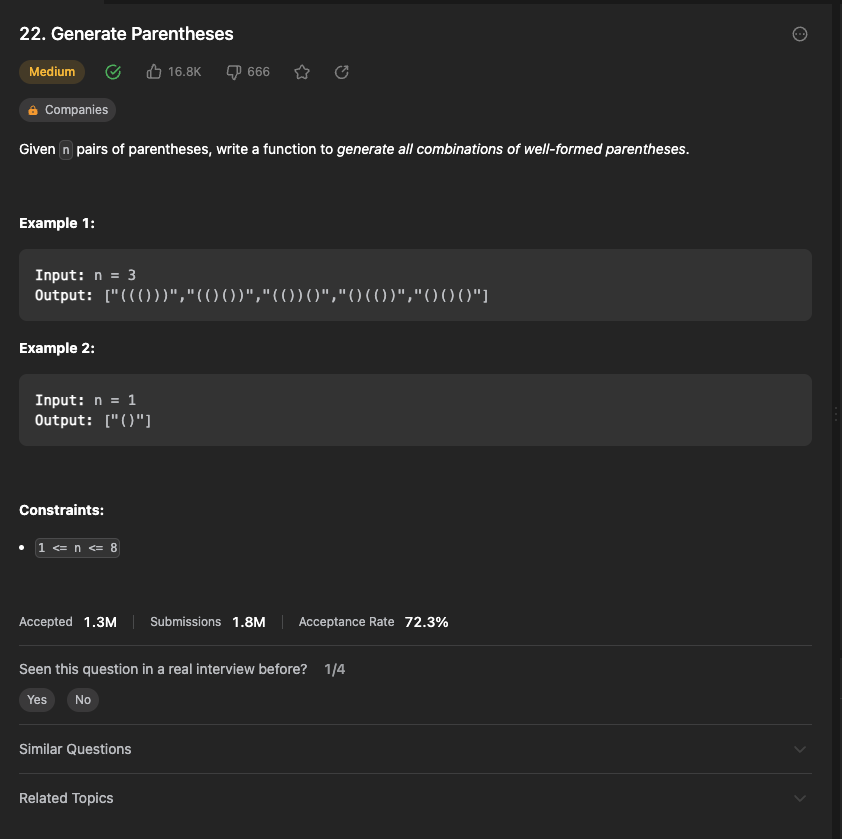 22. Generate Parentheses
Medium 16.8K 666
Companies
Given n pairs of parentheses, write a function to generate all combinations of well-formed parentheses.
Example 1:
Input: n = 3
Output: ["((()))","(()())","(())()","()(())","()()()"]
Example 2:
Input: n = 1
Output: ["()"]
Constraints:
1 <= n <= 8
Accepted 1.3M Submissions 1.8M Acceptance Rate 72.3%
Seen this question in a real interview before? 1/4
Yes No
Similar Questions
Related Topics